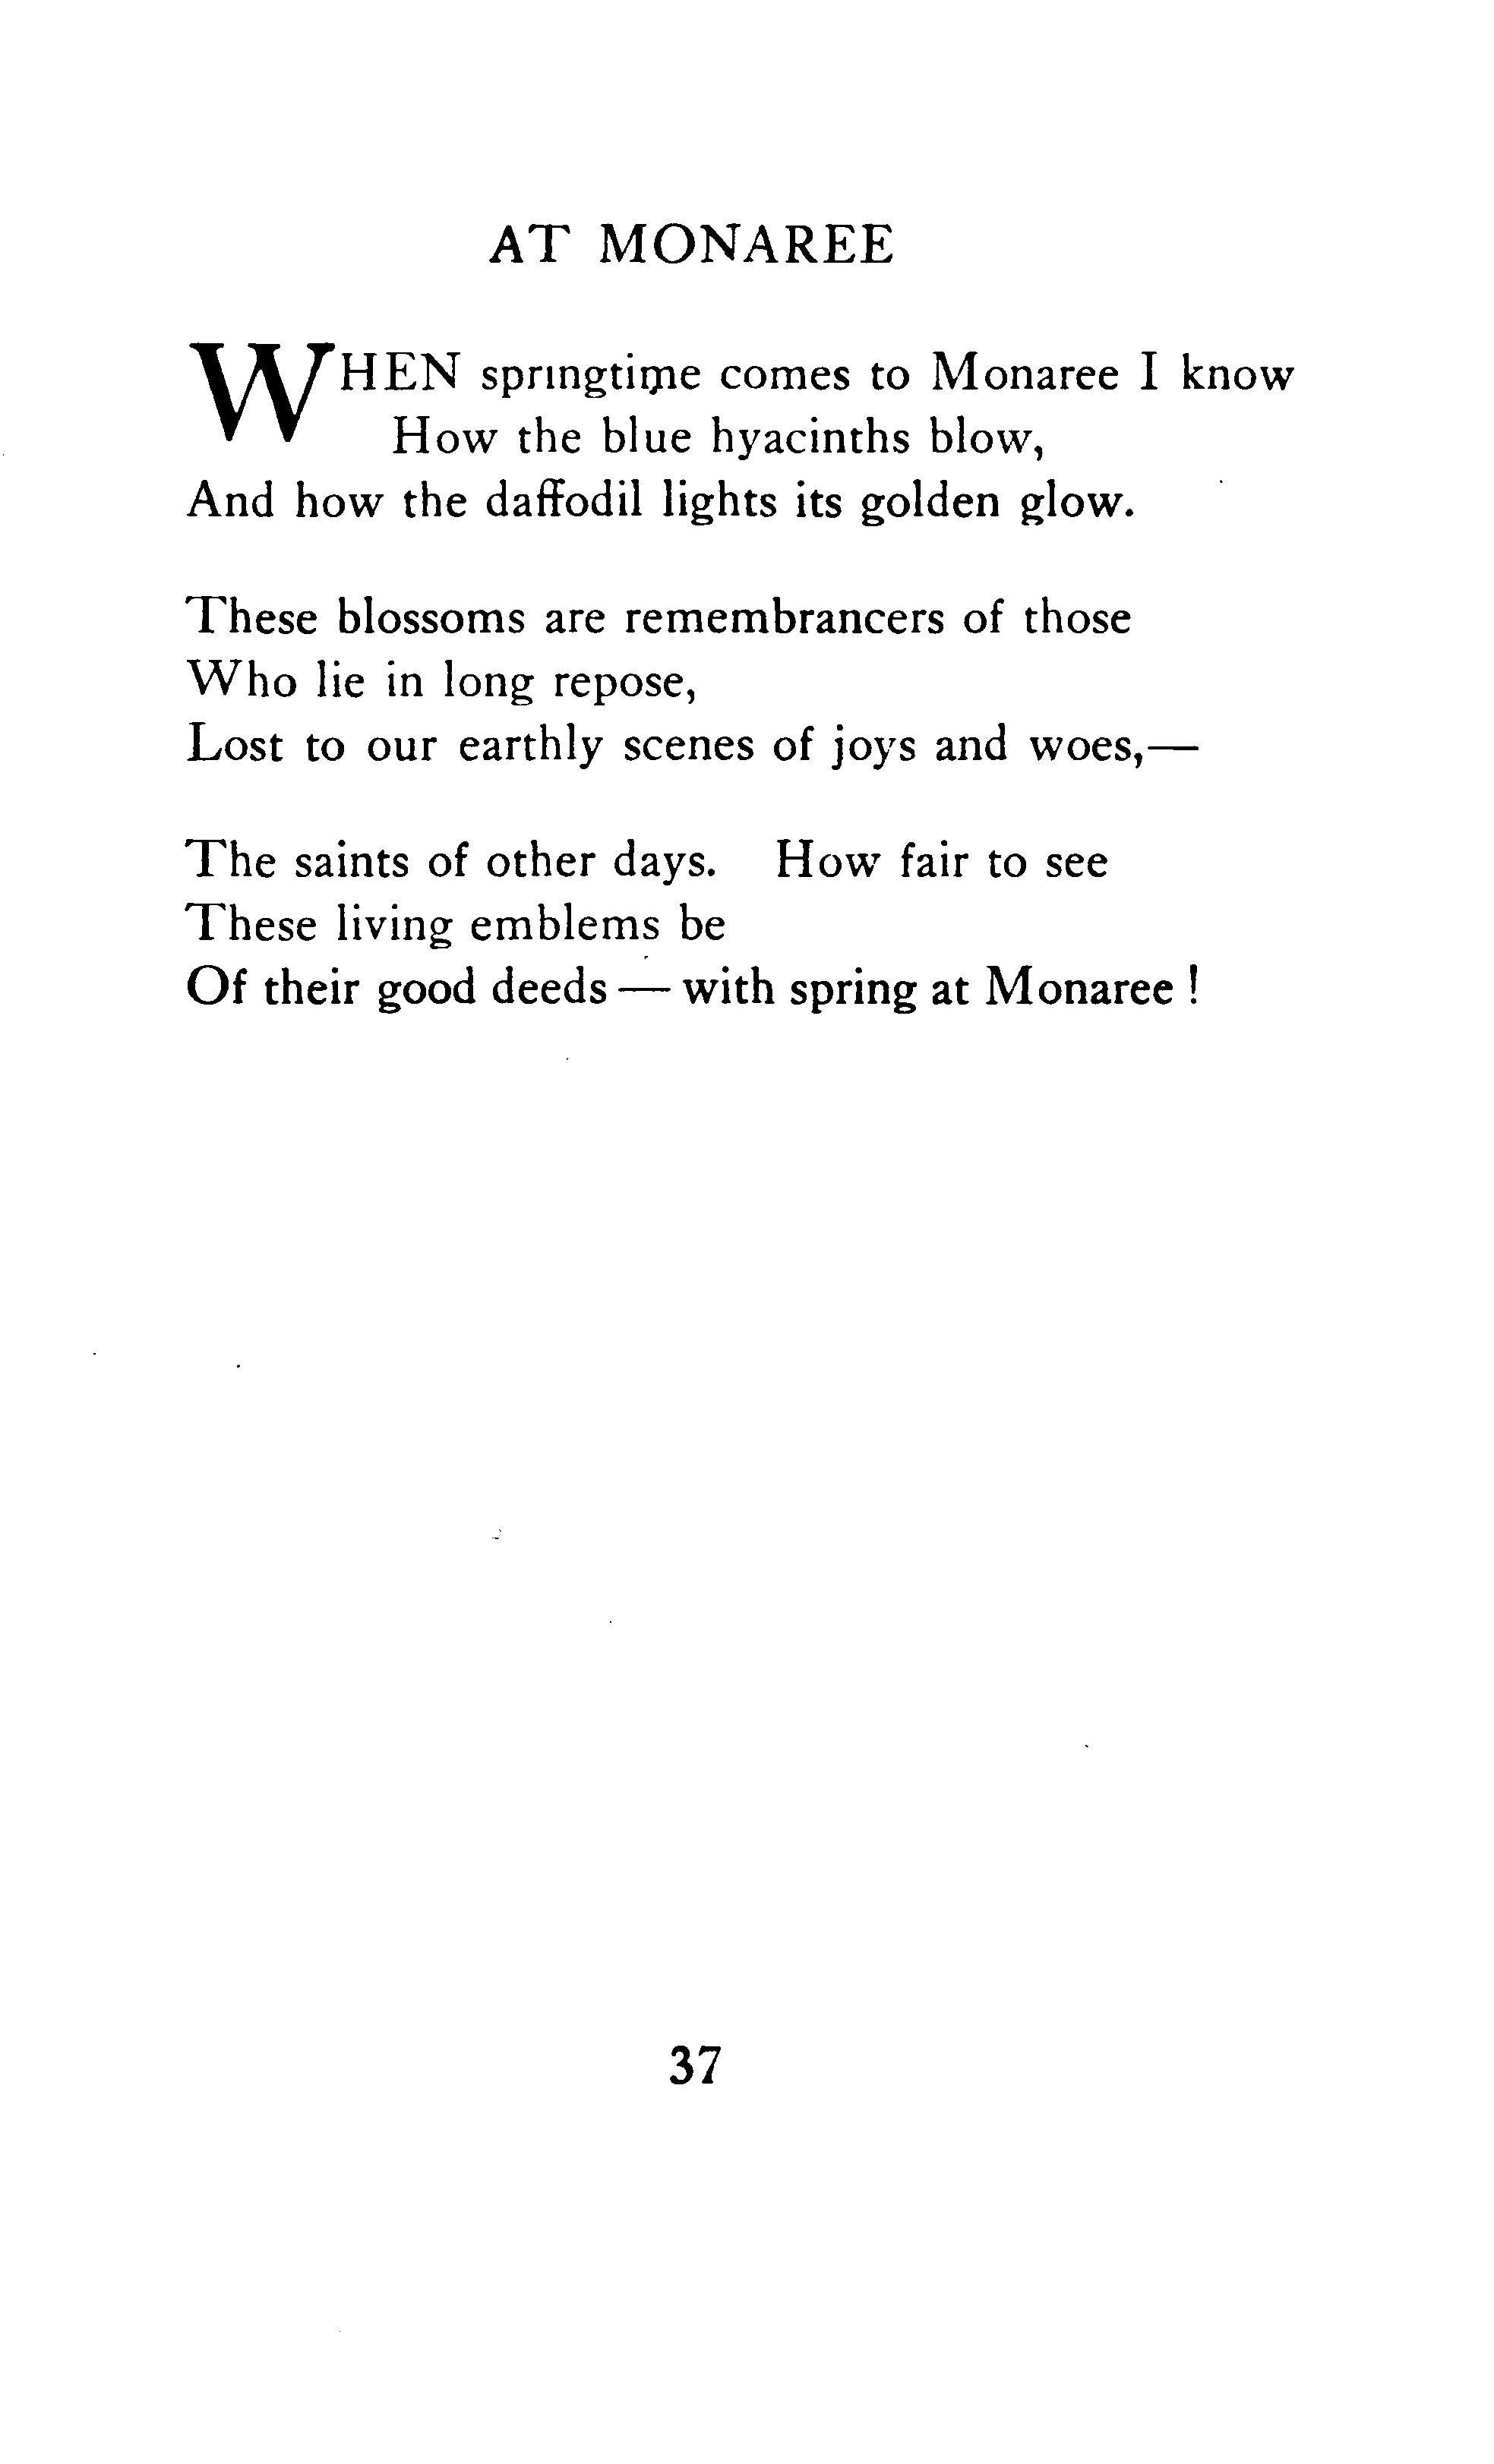 AT MONAREE
WHEN springtime comes to Monaree I know
How the blue hyacinths blow,
And how the daffodil lights its golden glow.
These blossoms are remembrancers of those
Who lie in long repose,
Lost to our earthly scenes of joys and woes,—
The saints of other days. How fair to see
These living emblems be
Of their good deeds — with spring at Monaree !
37